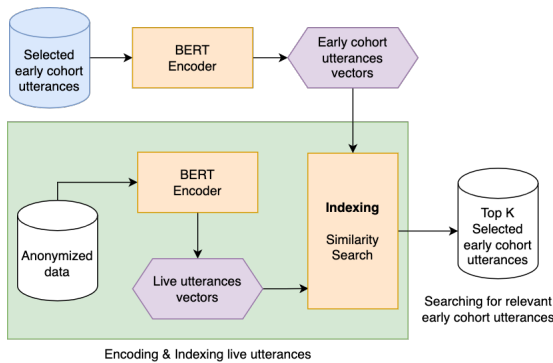 Selected
early cohort
utterances
BERT
Encoder
Early cohort
utterances
vectors
BERT
Encoder
Anonymized
data
Live utterances
vectors
Indexing
Similarity
Search
Top K
Selected
early cohort
utterances
Searching for relevant
early cohort utterances
Encoding & Indexing live utterances